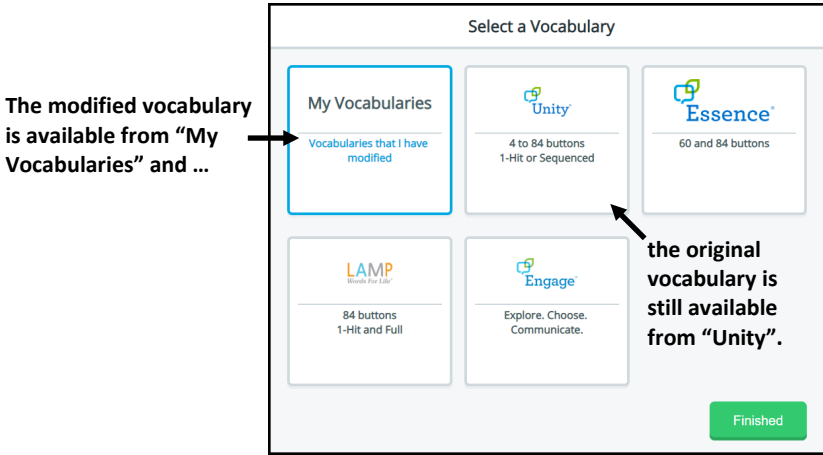 Select a Vocabulary
The modified vocabulary
is available from “My
Vocabularies” and ...
My Vocabularies
Vocabularies that I have
modified
Unity
4 to 84 buttons
1-Hit or Sequenced
Essence®
60 and 84 buttons
the original
vocabulary is
still available
from “Unity”.
LAMP
Words For Life
84 buttons
1-Hit and Full
Engage
Explore. Choose.
Communicate.
Finished